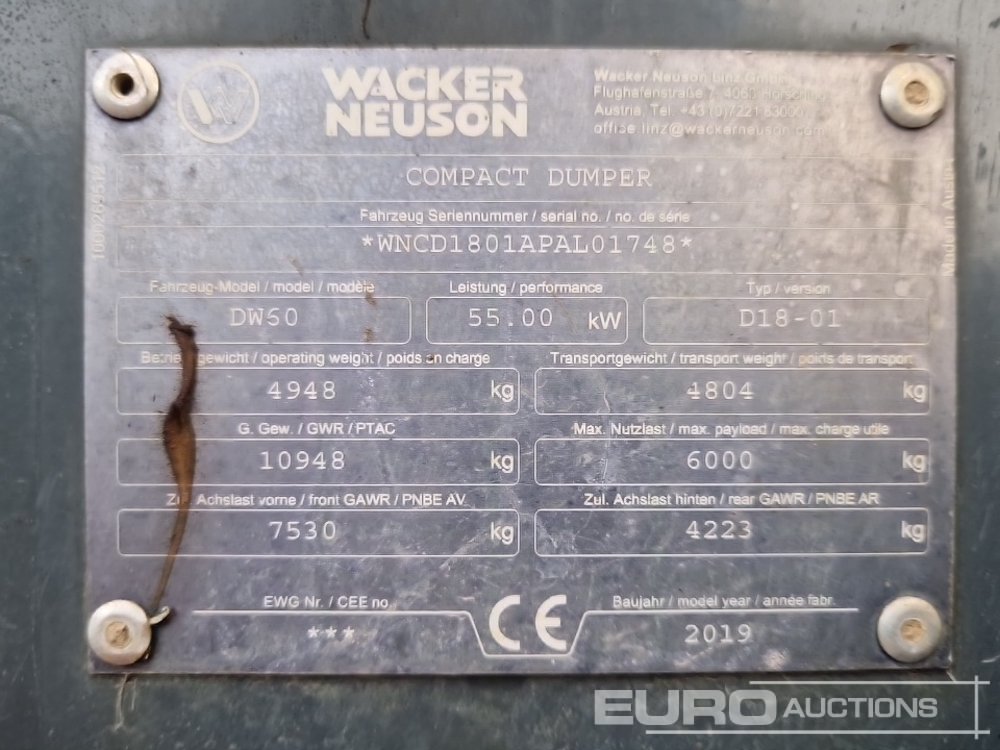 WACKER
NEUSON
Wacker Neuson Linz GmbH
Flughafenstraße 7, 4063 Hörsching
Austria, Tel. +43 (0)7221 63000
office.linz@wackerneuson.com
COMPACT DUMPER
Fahrzeug Seriennummer / serial no. / no. de série
*WNCD1801APAL01748*
Fahrzeug-Model / model / modèle
Leistung / performance
Typ / version
DW60
55.00 kW
D18-01
Betriebsgewicht / operating weight / poids en charge
Transportgewicht / transport weight / poids de transport
4948 kg
4804 kg
G. Gew. / GWR / PTAC
Max. Nutzlast / max. payload / max. charge utile
10948 kg
6000 kg
Zul. Achslast vorne / front GAWR / PNBE AV
Zul. Achslast hinten / rear GAWR / PNBE AR
7530 kg
4223 kg
EWG Nr. / CEE no.
CE
Baujahr / model year / année fabr.
***
2019
Made in Austria
EURO AUCTIONS